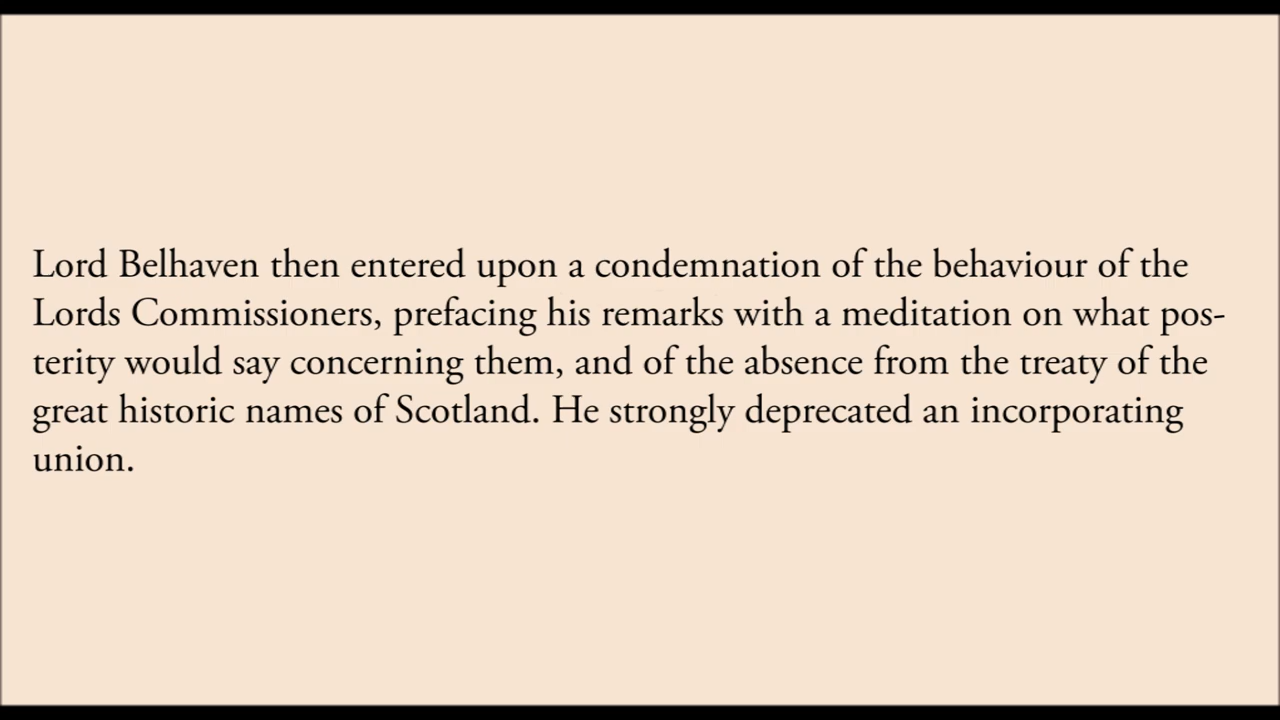 Lord Belhaven then entered upon a condemnation of the behaviour of the
Lords Commissioners, prefacing his remarks with a meditation on what pos-
terity would say concerning them, and of the absence from the treaty of the
great historic names of Scotland. He strongly deprecated an incorporating
union.